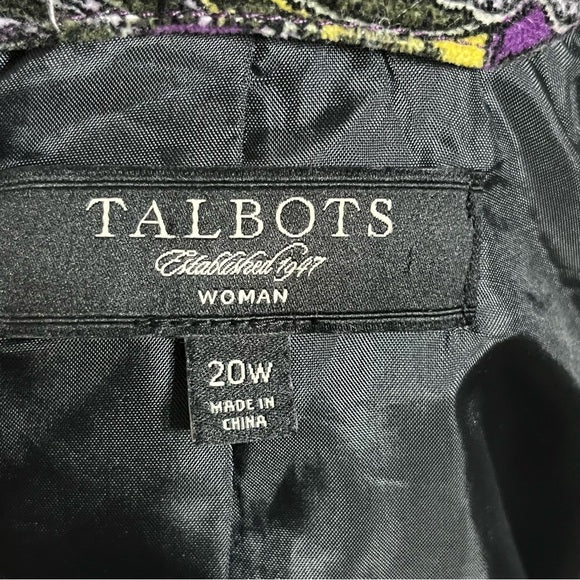 TALBOTS
Established 1947
WOMAN
20W
MADE IN
CHINA